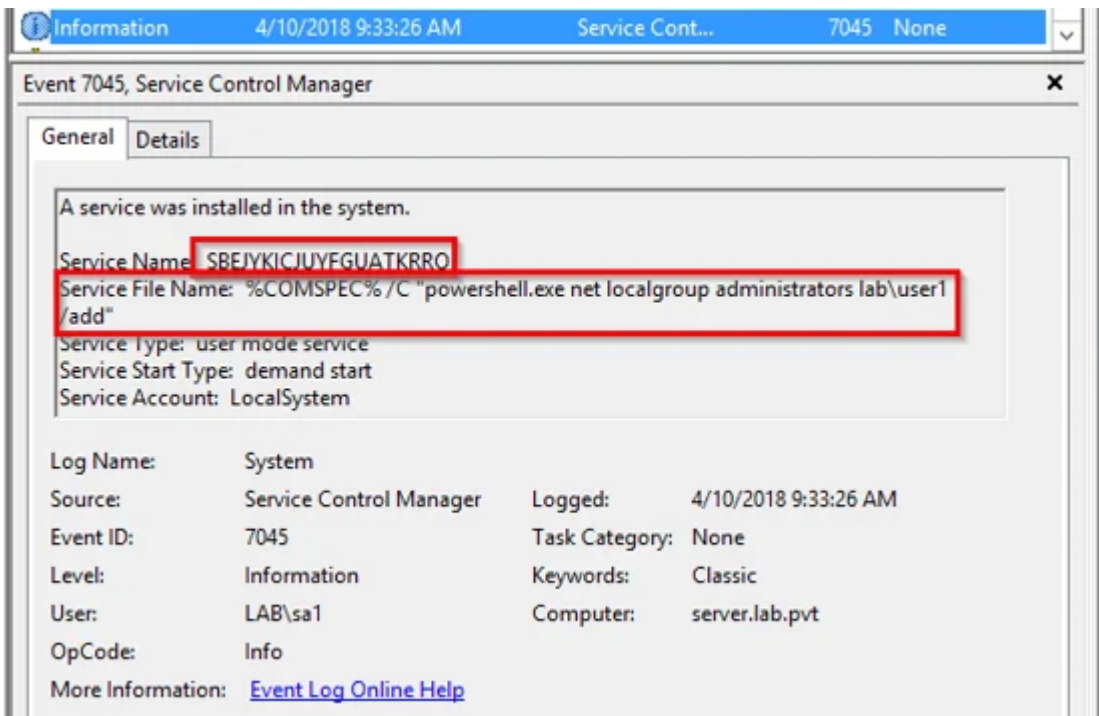 Information 4/10/2018 9:33:26 AM Service Cont... 7045 None
Event 7045, Service Control Manager
General Details
A service was installed in the system.
Service Name: SBEJYKICJUYFGUATKRRO
Service File Name: %COMSPEC% /C "powershell.exe net localgroup administrators lab\user1
/add"
Service Type: user mode service
Service Start Type: demand start
Service Account: LocalSystem
Log Name: System
Source: Service Control Manager Logged: 4/10/2018 9:33:26 AM
Event ID: 7045 Task Category: None
Level: Information Keywords: Classic
User: LAB\sa1 Computer: server.lab.pvt
OpCode: Info
More Information: Event Log Online Help